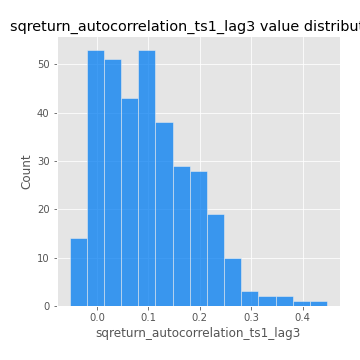 sqreturn_autocorrelation_ts1_lag3 value distribut
50
40
30
20
10
0
Count
0.0 0.1 0.2 0.3 0.4
sqreturn_autocorrelation_ts1_lag3